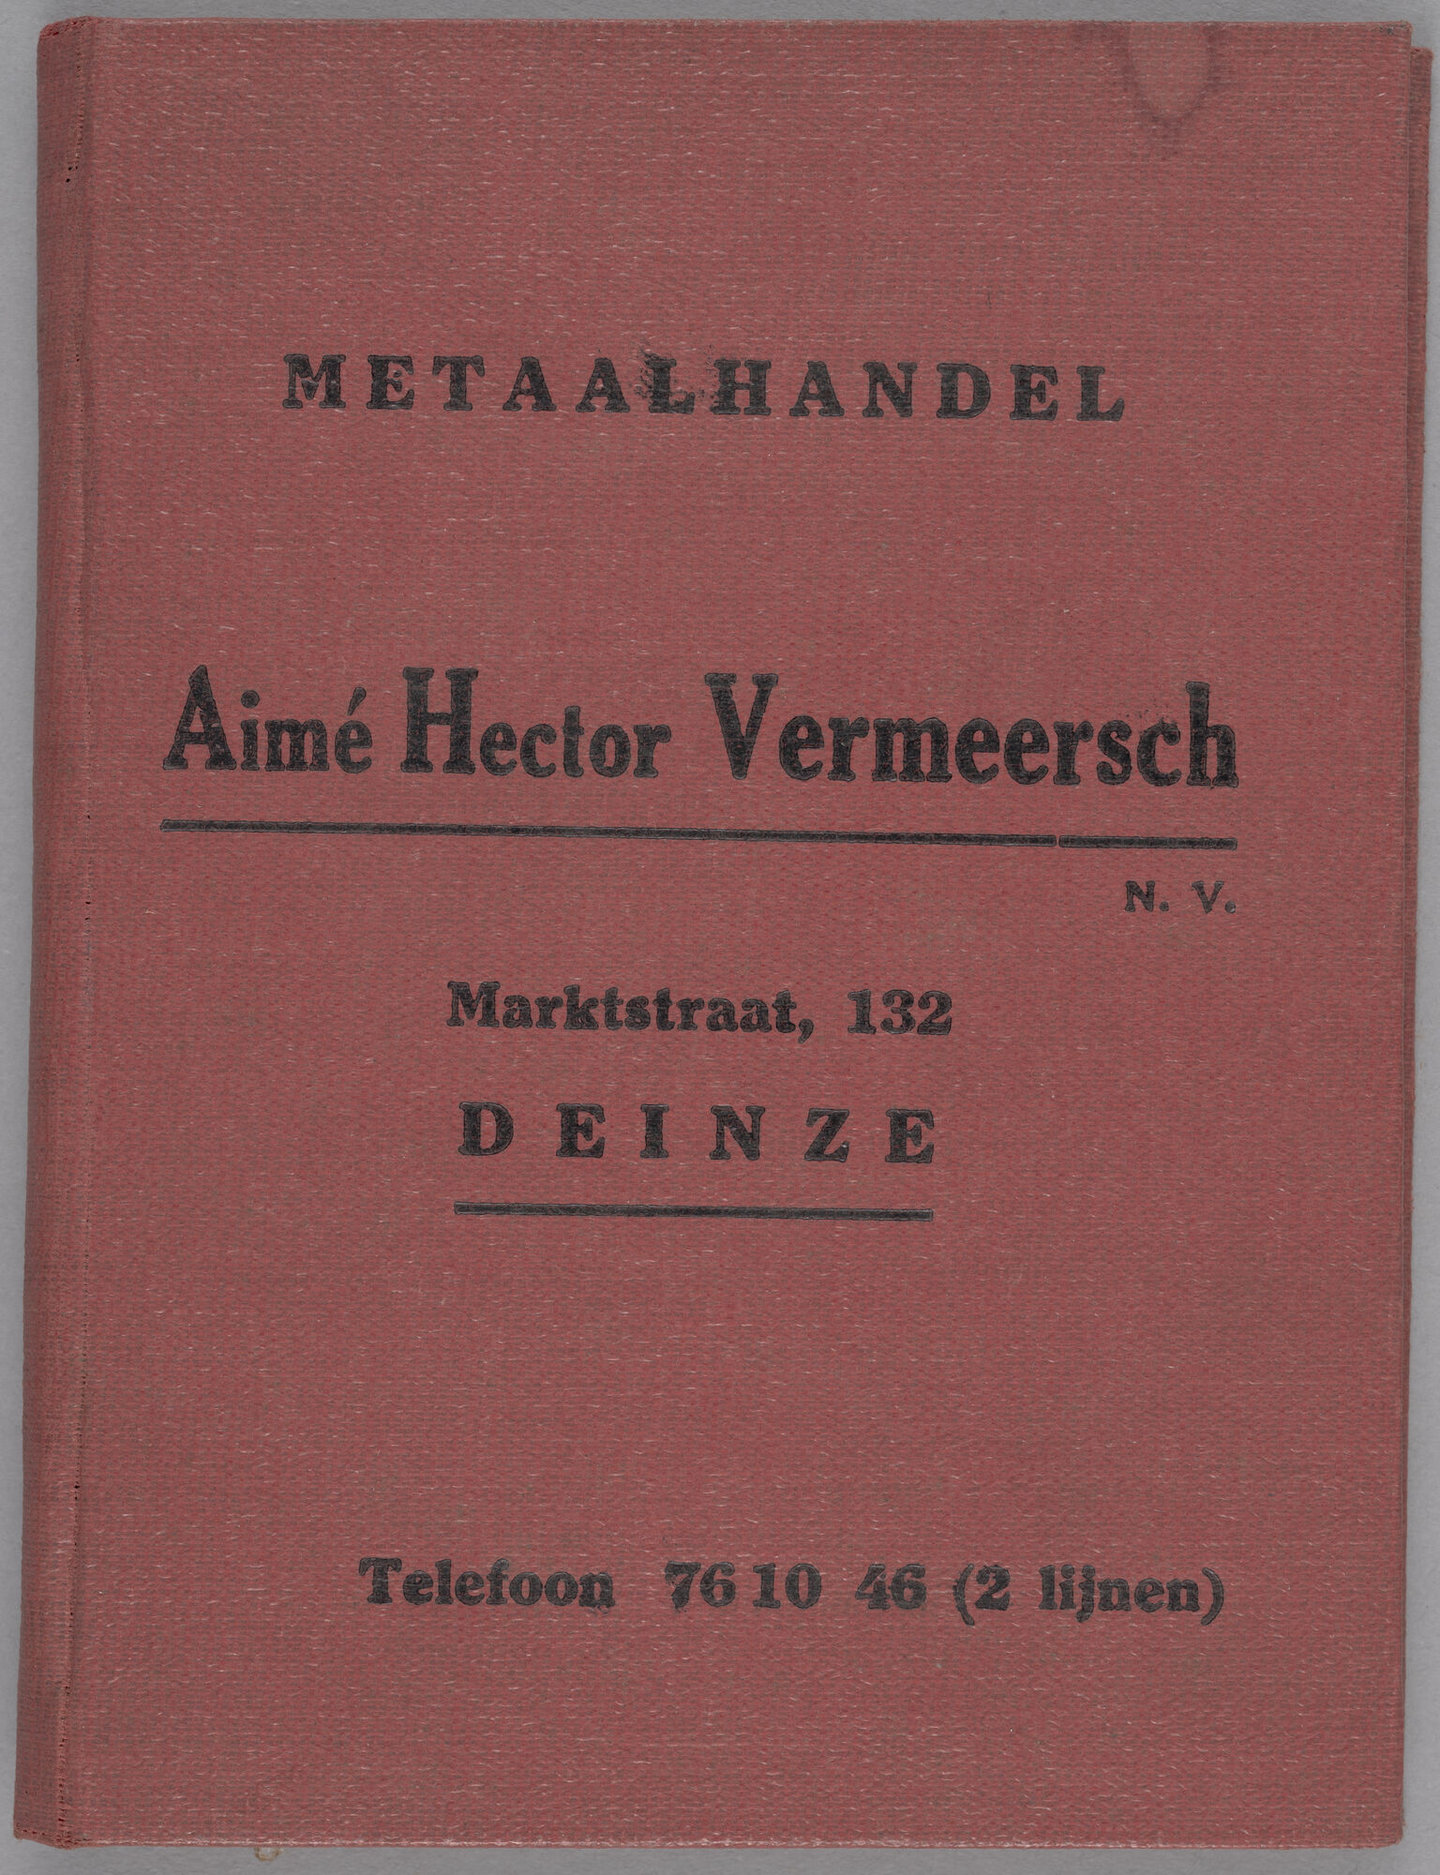 METAALHANDEL
Aimé Hector Vermeersch
N. V.
Marktstraat, 132
DEINZE
Telefoon 76 10 46 (2 lijnen)